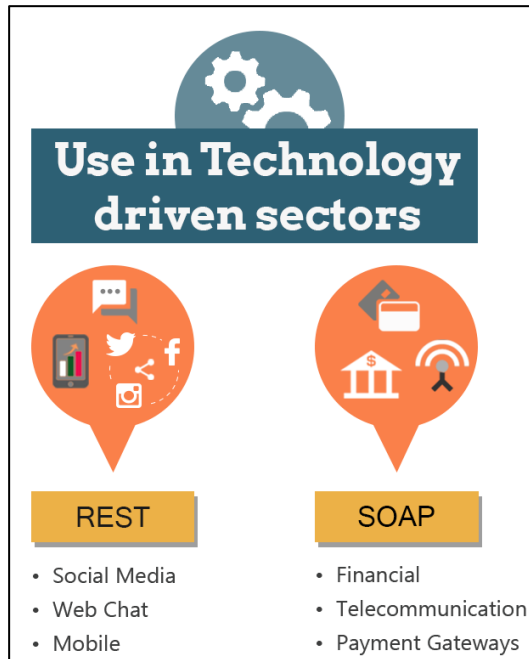 Use in Technology
driven sectors
REST
• Social Media
• Web Chat
• Mobile
SOAP
• Financial
• Telecommunication
• Payment Gateways